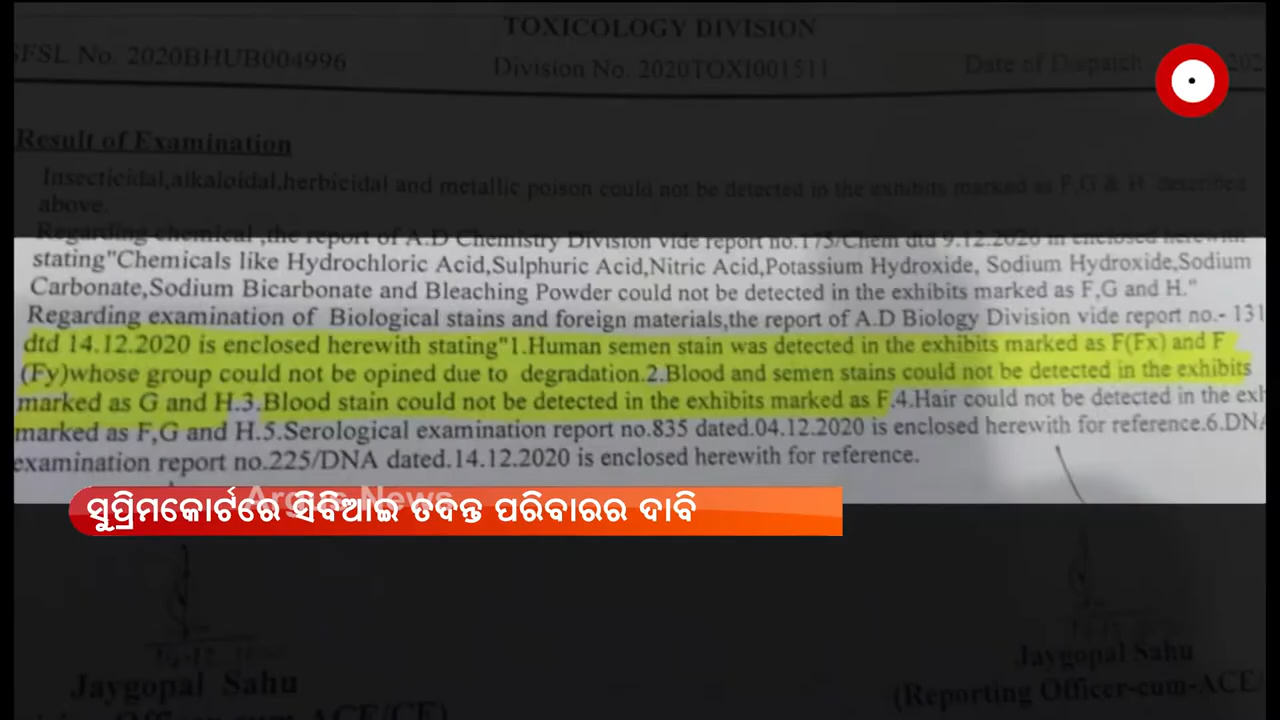 TOXICOLOGY DIVISION
SFSL No. 2020BHUB004996 Division No. 2020TOXI001511 Date of Dispatch
Result of Examination
Insecticidal,alkaloidal,herbicidal and metallic poison could not be detected in the exhibits marked as F,G & H described
above.
Regarding chemical ,the report of A.D Chemistry Division vide report no.175/Chem dtd 9.12.2020 in enclosed herewith
stating"Chemicals like Hydrochloric Acid,Sulphuric Acid,Nitric Acid,Potassium Hydroxide, Sodium Hydroxide,Sodium
Carbonate,Sodium Bicarbonate and Bleaching Powder could not be detected in the exhibits marked as F,G and H."
Regarding examination of Biological stains and foreign materials,the report of A.D Biology Division vide report no.- 131
dtd 14.12.2020 is enclosed herewith stating"1.Human semen stain was detected in the exhibits marked as F(Fx) and F
(Fy)whose group could not be opined due to degradation.2.Blood and semen stains could not be detected in the exhibits
marked as G and H.3.Blood stain could not be detected in the exhibits marked as F.4.Hair could not be detected in the exh
marked as F,G and H.5.Serological examination report no.835 dated.04.12.2020 is enclosed herewith for reference.6.DNA
examination report no.225/DNA dated.14.12.2020 is enclosed herewith for reference.
Argus News
ସୁପ୍ରିମକୋର୍ଟରେ ସିବିଆଇ ତଦନ୍ତ ପରିବାରର ଦାବି
Jaygopal Sahu Jaygopal Sahu
Officer-cum-ACE/CE) (Reporting Officer-cum-ACE/